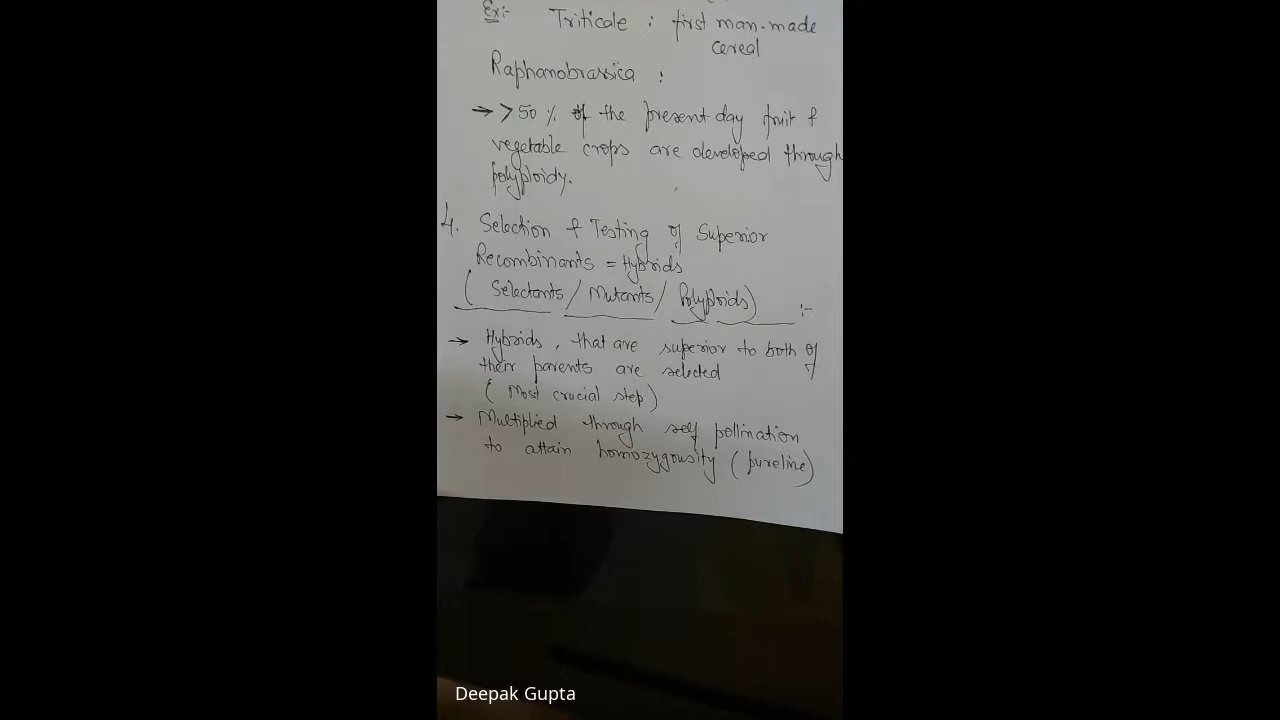 Ex:- Triticale : first man-made
cereal
Raphanobrassica :
→ >50 % of the present day fruit &
vegetable crops are developed through
polyploidy.
4. Selection & Testing of Superior
Recombinants = Hybrids
( Selectants / Mutants / Polyploids) :-
→ Hybrids, that are superior to both of
their parents are selected
( Most crucial step)
→ Multiplied through self pollination
to attain homozygousity ( pureline)
Deepak Gupta